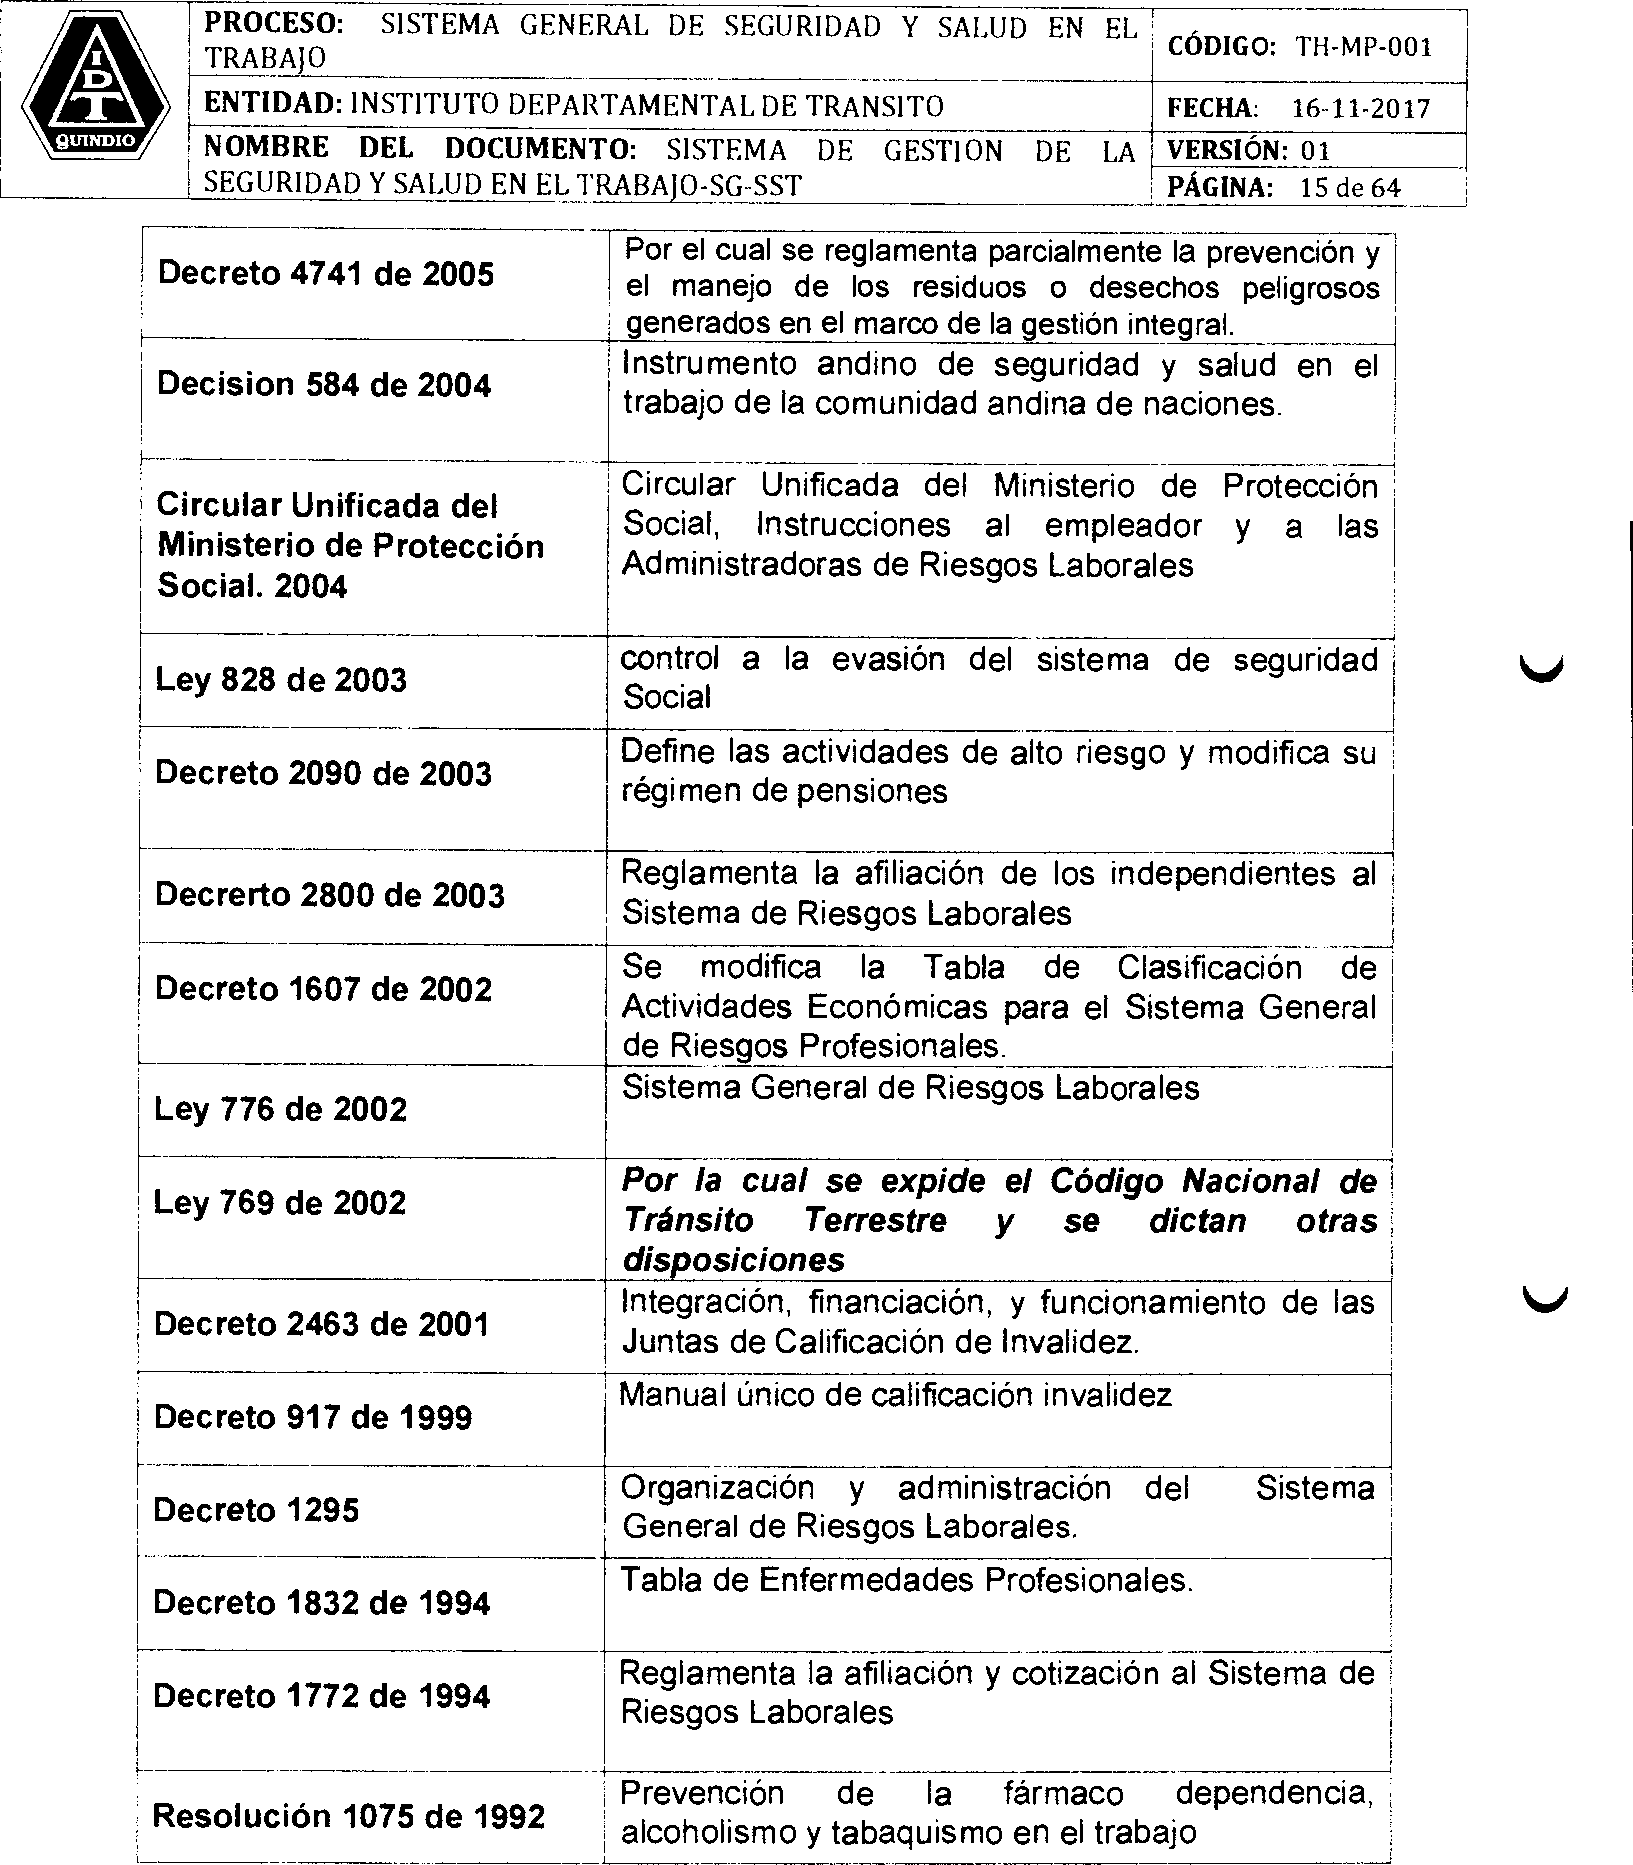 I
D
T
QUINDIO
PROCESO: SISTEMA GENERAL DE SEGURIDAD Y SALUD EN EL
TRABAJO
CÓDIGO: TH-MP-001
ENTIDAD: INSTITUTO DEPARTAMENTAL DE TRANSITO
FECHA: 16-11-2017
NOMBRE DEL DOCUMENTO: SISTEMA DE GESTION DE LA
SEGURIDAD Y SALUD EN EL TRABAJO-SG-SST
VERSIÓN: 01
PÁGINA: 15 de 64
Decreto 4741 de 2005
Por el cual se reglamenta parcialmente la prevención y
el manejo de los residuos o desechos peligrosos
generados en el marco de la gestión integral.
Decision 584 de 2004
Instrumento andino de seguridad y salud en el
trabajo de la comunidad andina de naciones.
Circular Unificada del
Ministerio de Protección
Social. 2004
Circular Unificada del Ministerio de Protección
Social, Instrucciones al empleador y a las
Administradoras de Riesgos Laborales
Ley 828 de 2003
control a la evasión del sistema de seguridad
Social
Decreto 2090 de 2003
Define las actividades de alto riesgo y modifica su
régimen de pensiones
Decrerto 2800 de 2003
Reglamenta la afiliación de los independientes al
Sistema de Riesgos Laborales
Decreto 1607 de 2002
Se modifica la Tabla de Clasificación de
Actividades Económicas para el Sistema General
de Riesgos Profesionales.
Ley 776 de 2002
Sistema General de Riesgos Laborales
Ley 769 de 2002
Por la cual se expide el Código Nacional de
Tránsito Terrestre y se dictan otras
disposiciones
Decreto 2463 de 2001
Integración, financiación, y funcionamiento de las
Juntas de Calificación de Invalidez.
Decreto 917 de 1999
Manual único de calificación invalidez
Decreto 1295
Organización y administración del Sistema
General de Riesgos Laborales.
Decreto 1832 de 1994
Tabla de Enfermedades Profesionales.
Decreto 1772 de 1994
Reglamenta la afiliación y cotización al Sistema de
Riesgos Laborales
Resolución 1075 de 1992
Prevención de la fármaco dependencia,
alcoholismo y tabaquismo en el trabajo